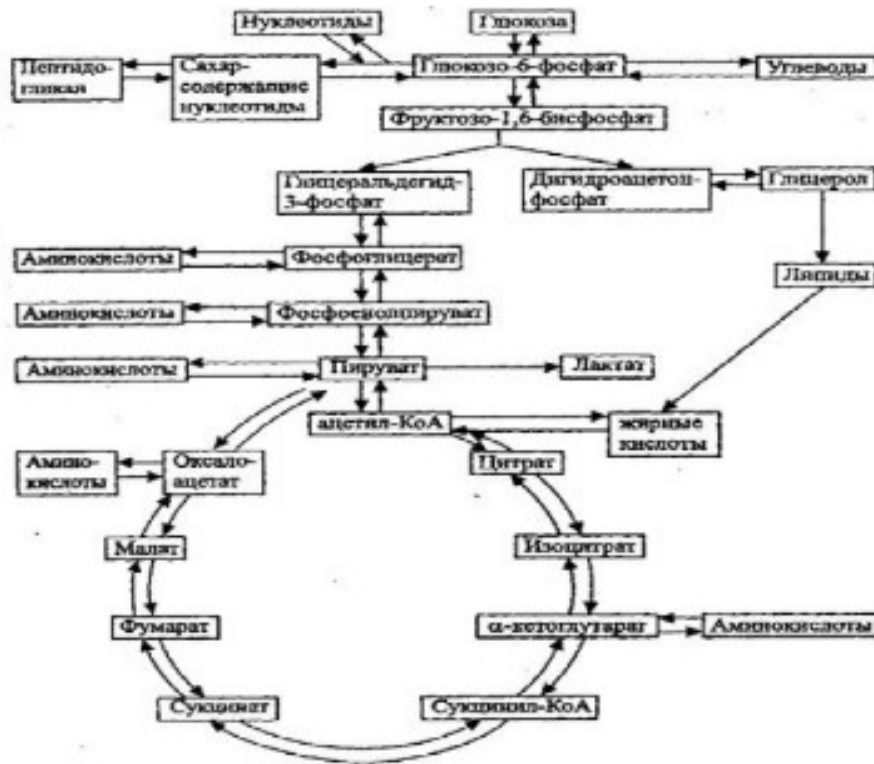 Нуклеотиды
Глюкоза
Пептидо-
гликан
Сахар-
содержащие
нуклеотиды
Глюкозо-6-фосфат
Углеводы
Фруктозо-1,6-бисфосфат
Глицеральдегид-
3-фосфат
Дигидроацетон-
фосфат
Глицерол
Аминокислоты
Фосфоглицерат
Липиды
Аминокислоты
Фосфоенолпируват
Аминокислоты
Пируват
Лактат
ацетил-КоА
жирные
кислоты
Амино-
кислоты
Оксало-
ацетат
Цитрат
Малат
Изоцитрат
Фумарат
α-кетоглутарат
Аминокислоты
Сукцинат
Сукцинил-КоА